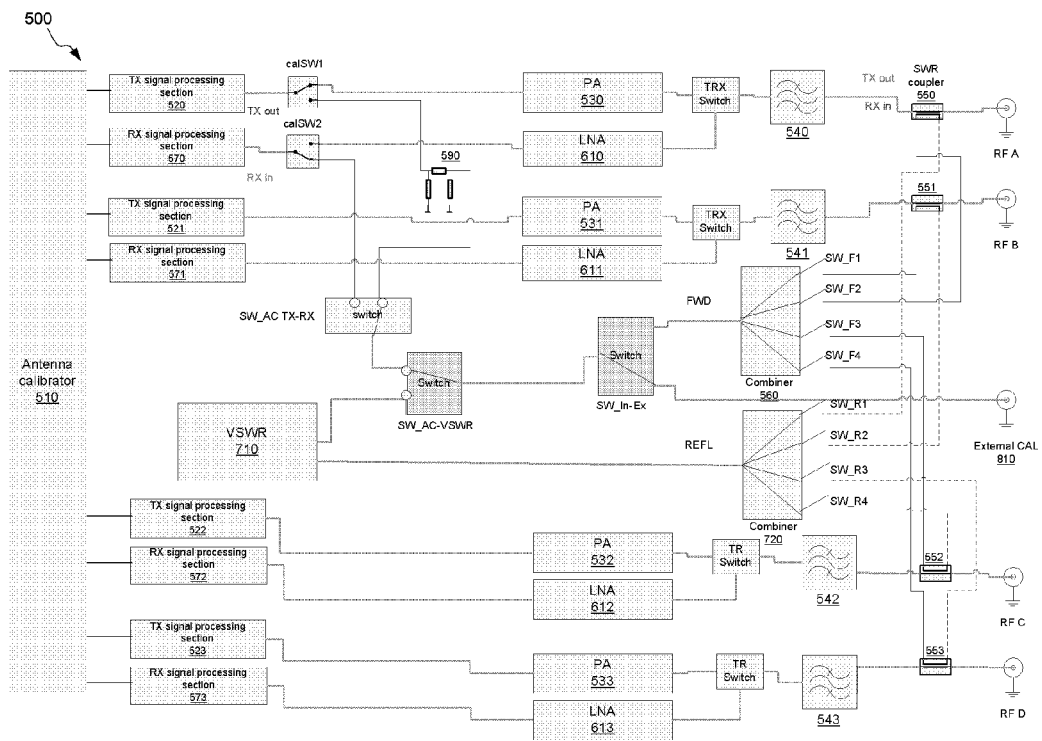 500
TX signal processing
section
520
calSW1
TX out
PA
530
TRX
Switch
540
TX out
RX in
SWR
coupler
550
RF A
RX signal processing
section
570
calSW2
RX in
LNA
610
590
TX signal processing
section
521
PA
531
TRX
Switch
541
551
RF B
RX signal processing
section
571
LNA
611
switch
SW_AC TX-RX
FWD
SW_F1
SW_F2
SW_F3
SW_F4
Switch
SW_In-Ex
Combiner
560
Antenna
calibrator
510
Switch
SW_AC-VSWR
VSWR
710
REFL
SW_R1
SW_R2
SW_R3
SW_R4
Combiner
720
External CAL
810
TX signal processing
section
522
PA
532
TR
Switch
542
552
RF C
RX signal processing
section
572
LNA
612
TX signal processing
section
523
PA
533
TR
Switch
543
553
RF D
RX signal processing
section
573
LNA
613